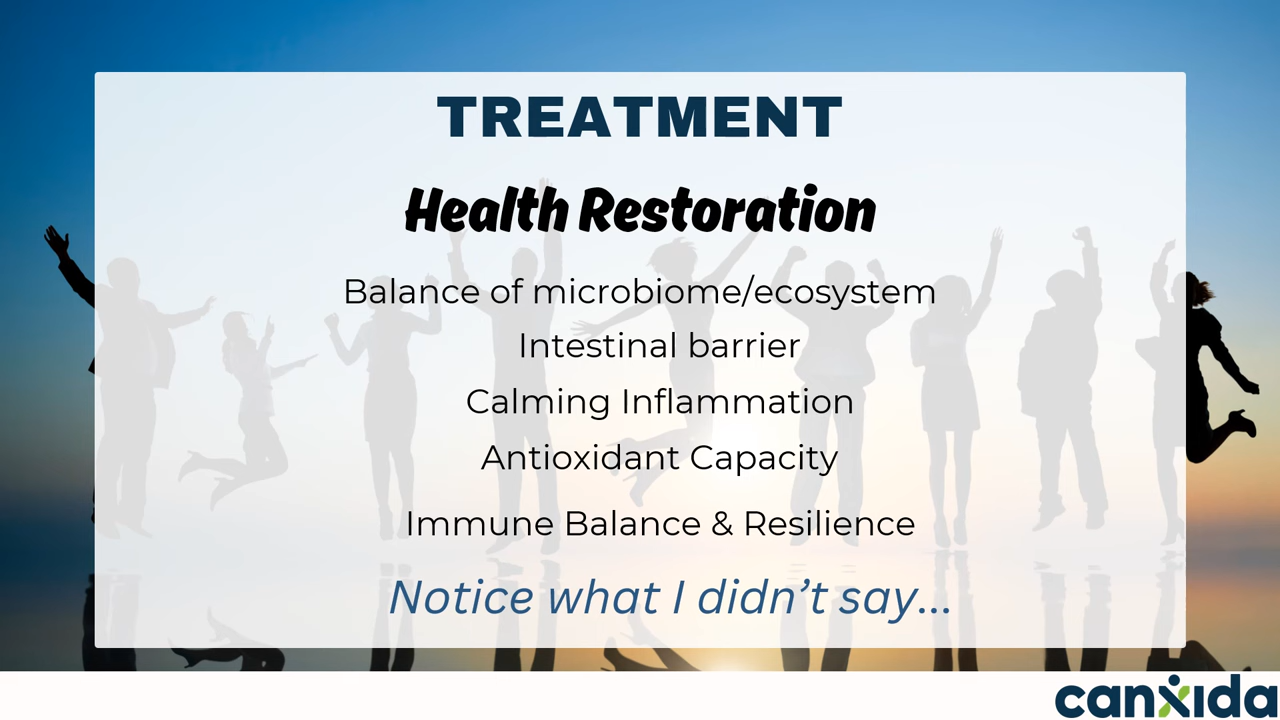 TREATMENT
Health Restoration
Balance of microbiome/ecosystem
Intestinal barrier
Calming Inflammation
Antioxidant Capacity
Immune Balance & Resilience
Notice what I didn’t say...
canxida